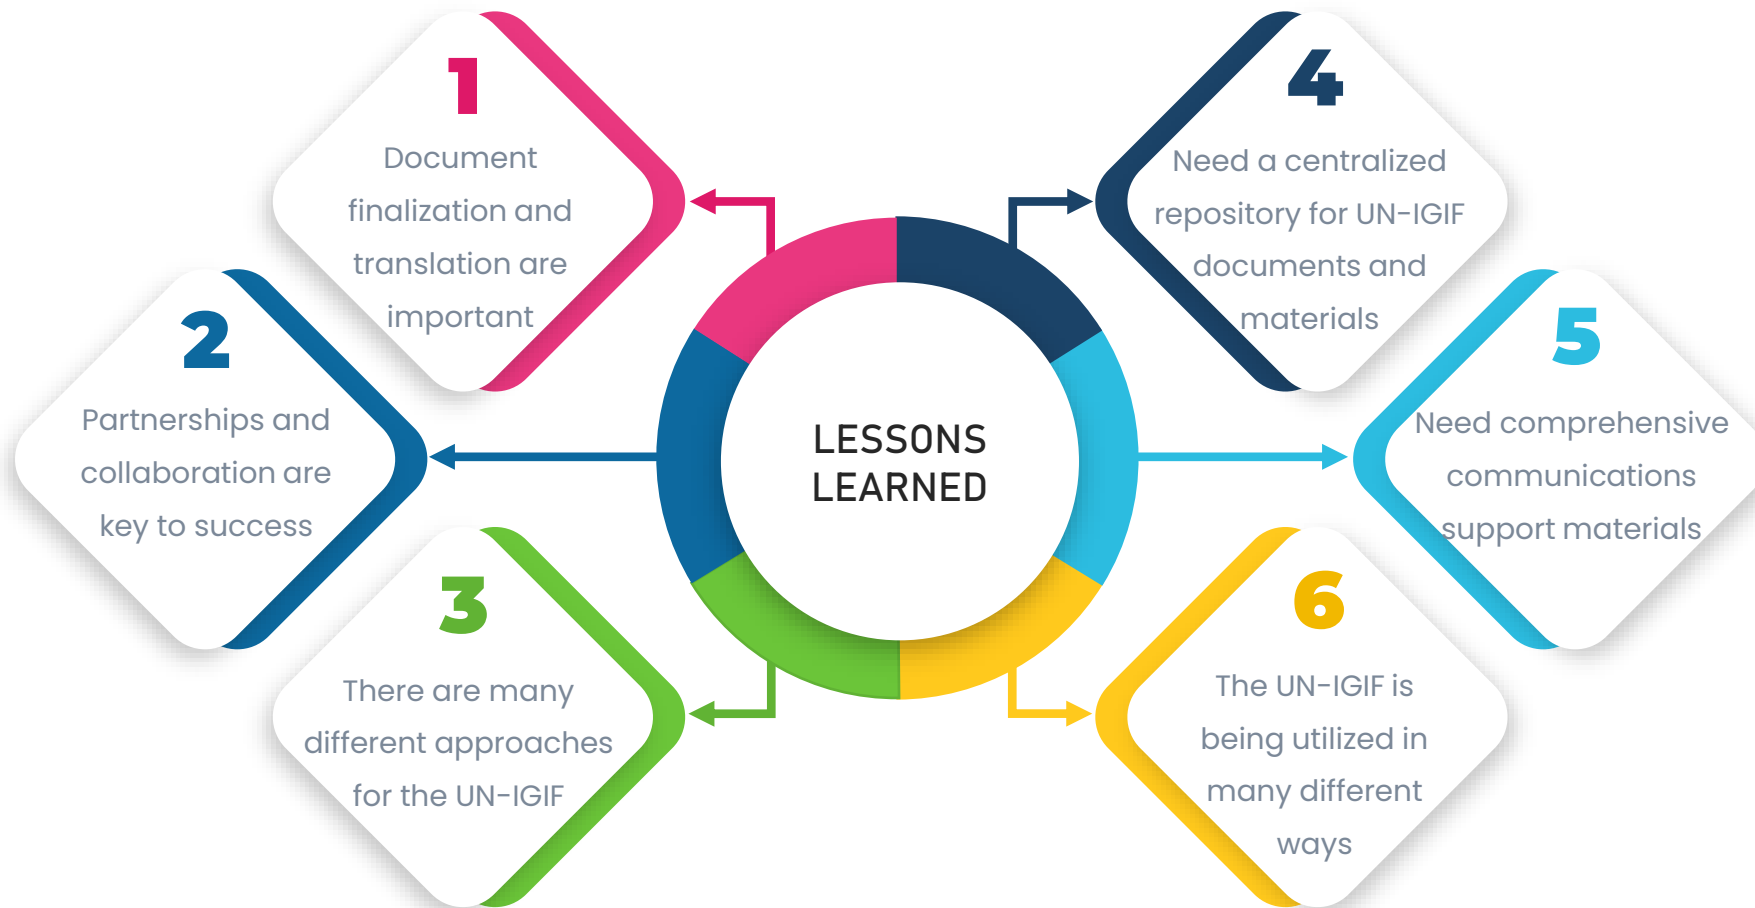 1
Document
finalization and
translation are
important
2
Partnerships and
collaboration are
key to success
3
There are many
different approaches
for the UN-IGIF
LESSONS
LEARNED
4
Need a centralized
repository for UN-IGIF
documents and
materials
5
Need comprehensive
communications
support materials
6
The UN-IGIF is
being utilized in
many different
ways